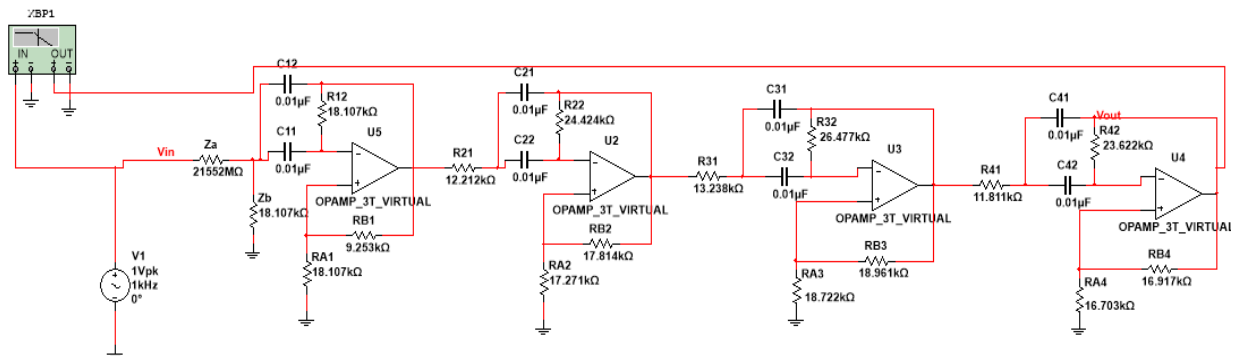 XBP1
IN OUT
Vin
Za
21552MΩ
Zb
18.107kΩ
V1
1Vpk
1kHz
0°
C12
0.01µF
R12
18.107kΩ
C11
0.01µF
U5
OPAMP_3T_VIRTUAL
RB1
9.253kΩ
RA1
18.107kΩ
R21
12.212kΩ
C21
0.01µF
R22
24.424kΩ
C22
0.01µF
U2
OPAMP_3T_VIRTUAL
RB2
17.814kΩ
RA2
17.271kΩ
R31
13.238kΩ
C31
0.01µF
R32
26.477kΩ
C32
0.01µF
U3
OPAMP_3T_VIRTUAL
RB3
18.961kΩ
RA3
18.722kΩ
R41
11.811kΩ
C41
0.01µF
Vout
R42
23.622kΩ
C42
0.01µF
U4
OPAMP_3T_VIRTUAL
RB4
16.917kΩ
RA4
16.703kΩ